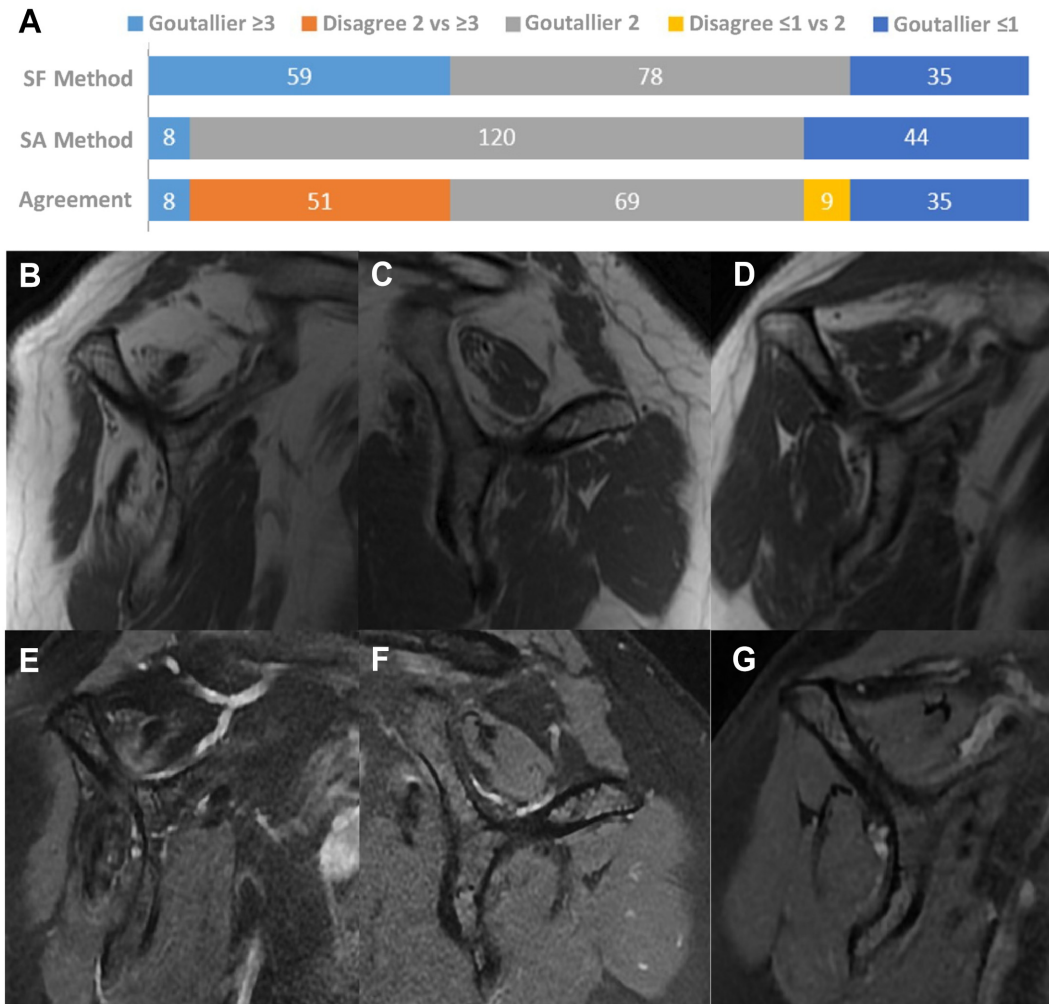 A
Goutallier ≥3 Disagree 2 vs ≥3 Goutallier 2 Disagree ≤1 vs 2 Goutallier ≤1
SF Method 59 78 35
SA Method 8 120 44
Agreement 8 51 69 9 35
B C D
E F G